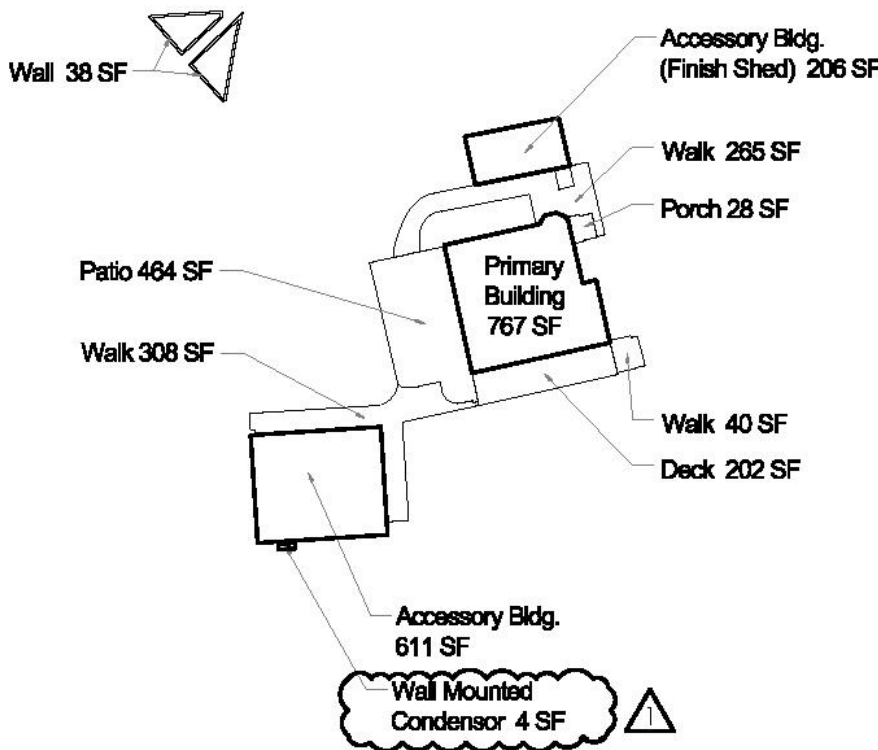 Accessory Bldg.
(Finish Shed) 206 SF
Wall 38 SF
Walk 265 SF
Porch 28 SF
Patio 464 SF
Primary
Building
767 SF
Walk 308 SF
Walk 40 SF
Deck 202 SF
Accessory Bldg.
611 SF
Wall Mounted
Condensor 4 SF
1